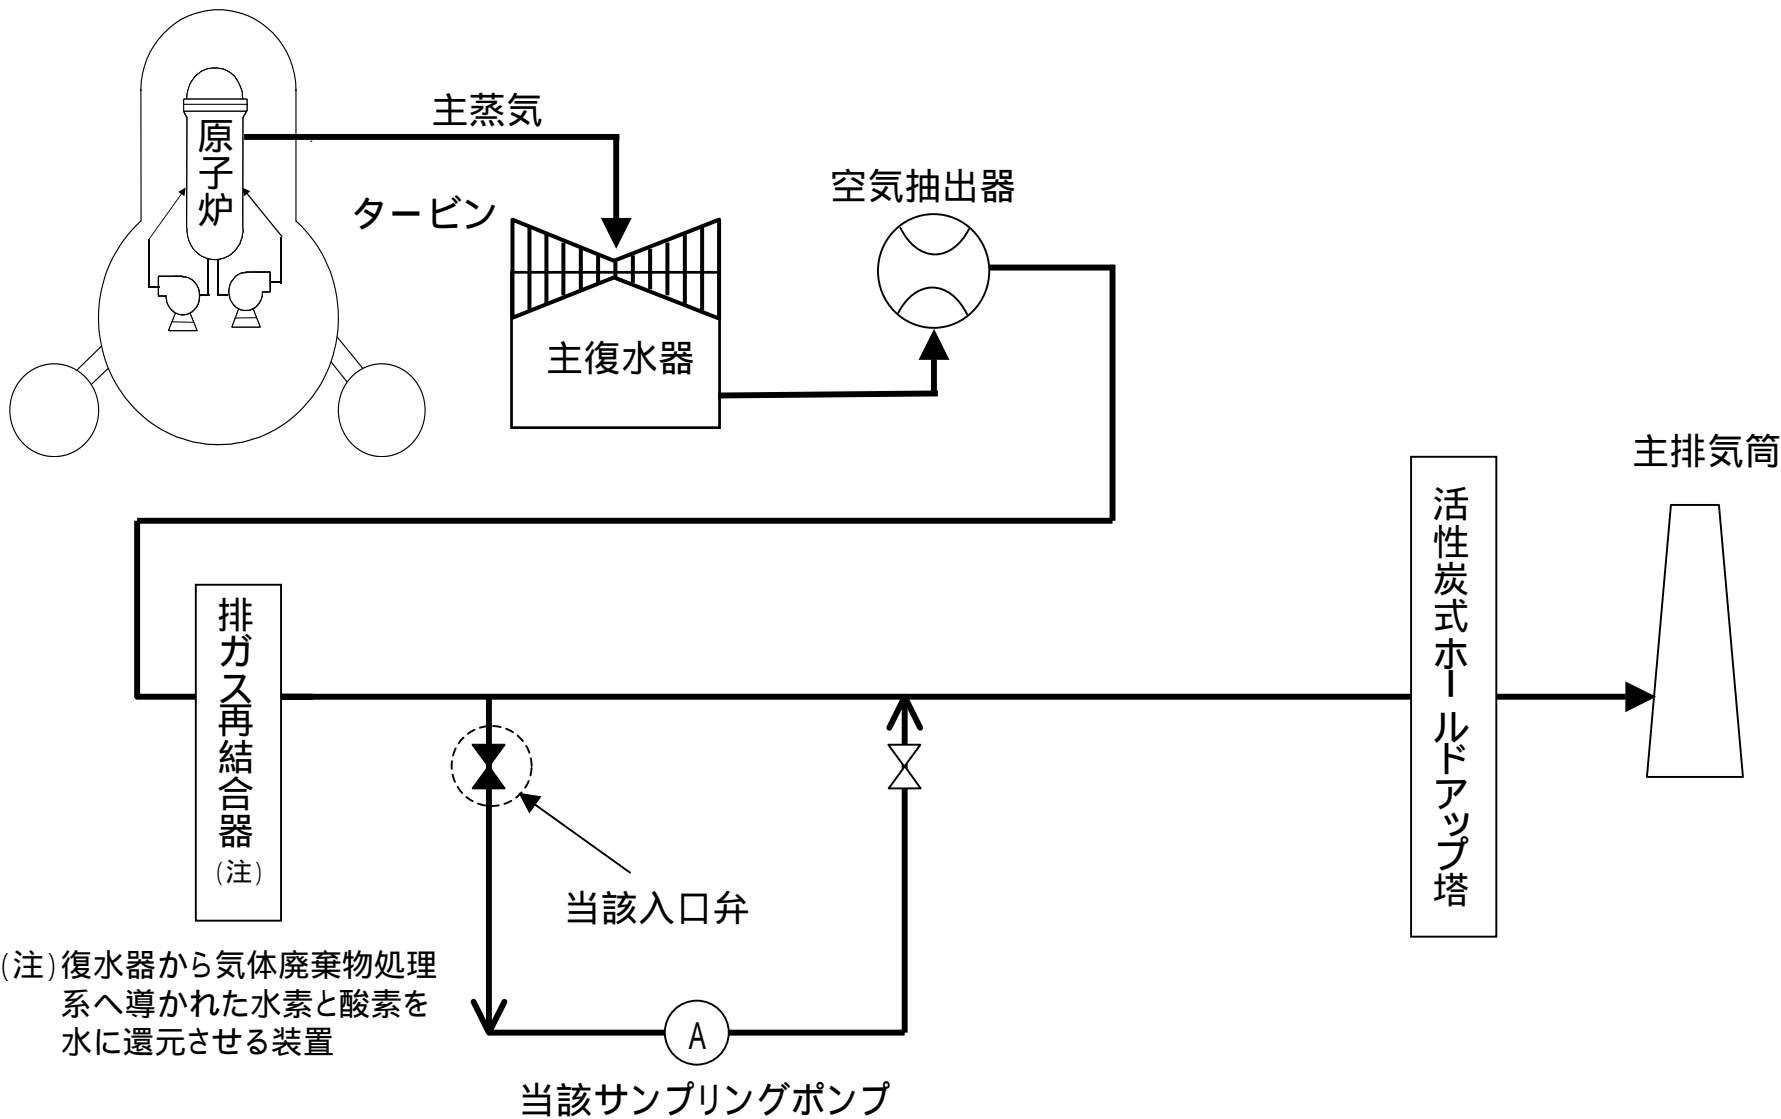 主蒸気
原子炉
タービン
空気抽出器
主復水器
主排気筒
活性炭式ホールドアップ塔
排ガス再結合器
(注)
当該入口弁
(注)復水器から気体廃棄物処理
系へ導かれた水素と酸素を
水に還元させる装置
A
当該サンプリングポンプ